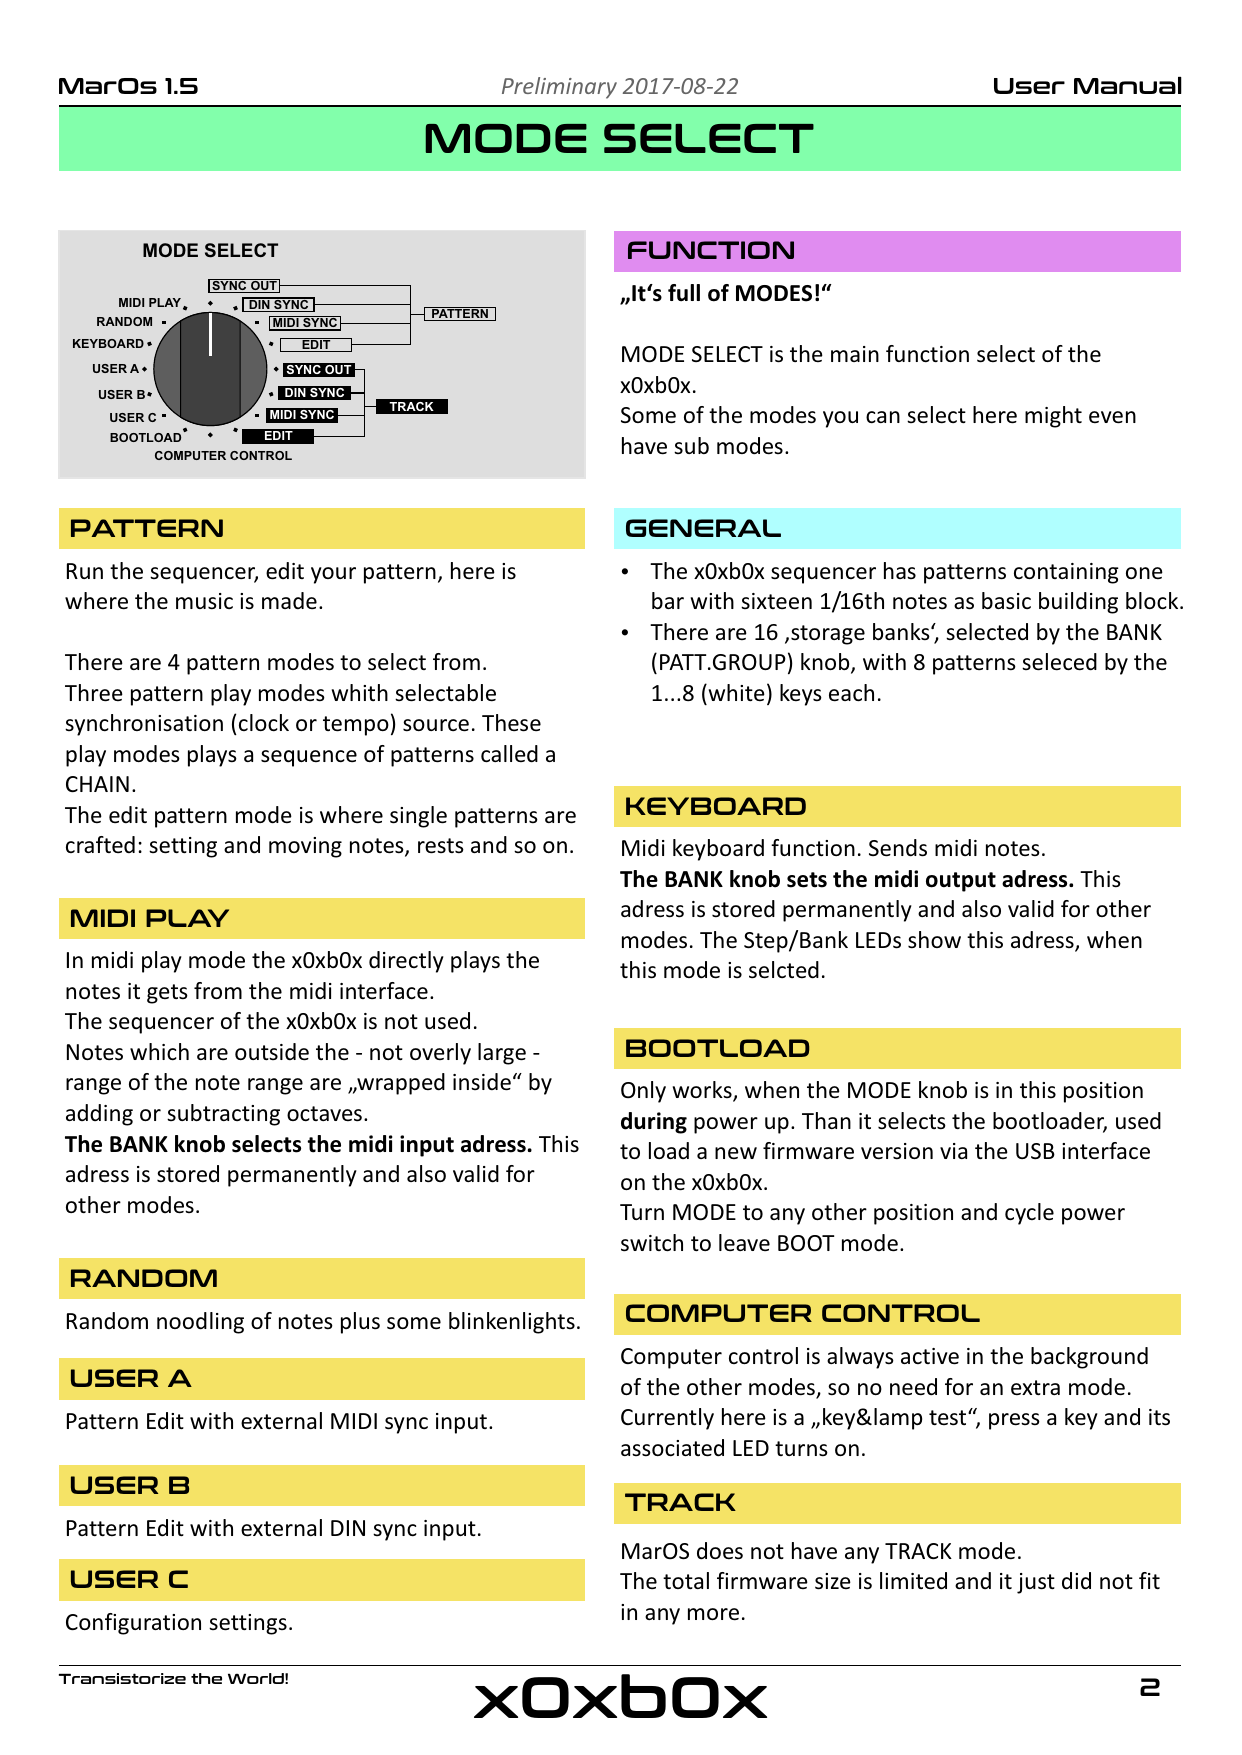 MarOs 1.5
Preliminary 2017-08-22
User Manual
MODE SELECT
MODE SELECT
SYNC OUT
MIDI PLAY
DIN SYNC
PATTERN
RANDOM
MIDI SYNC
KEYBOARD
EDIT
USER A
SYNC OUT
USER B
DIN SYNC
TRACK
USER C
MIDI SYNC
BOOTLOAD
EDIT
COMPUTER CONTROL
PATTERN
Run the sequencer, edit your pattern, here is
where the music is made.
There are 4 pattern modes to select from.
Three pattern play modes whith selectable
synchronisation (clock or tempo) source. These
play modes plays a sequence of patterns called a
CHAIN.
The edit pattern mode is where single patterns are
crafted: setting and moving notes, rests and so on.
MIDI PLAY
In midi play mode the x0xb0x directly plays the
notes it gets from the midi interface.
The sequencer of the x0xb0x is not used.
Notes which are outside the - not overly large -
range of the note range are „wrapped inside“ by
adding or subtracting octaves.
The BANK knob selects the midi input adress. This
adress is stored permanently and also valid for
other modes.
RANDOM
Random noodling of notes plus some blinkenlights.
USER A
Pattern Edit with external MIDI sync input.
USER B
Pattern Edit with external DIN sync input.
USER C
Configuration settings.
FUNCTION
„It‘s full of MODES!“
MODE SELECT is the main function select of the
x0xb0x.
Some of the modes you can select here might even
have sub modes.
GENERAL
• The x0xb0x sequencer has patterns containing one
bar with sixteen 1/16th notes as basic building block.
• There are 16 ‚storage banks‘, selected by the BANK
(PATT.GROUP) knob, with 8 patterns seleced by the
1...8 (white) keys each.
KEYBOARD
Midi keyboard function. Sends midi notes.
The BANK knob sets the midi output adress. This
adress is stored permanently and also valid for other
modes. The Step/Bank LEDs show this adress, when
this mode is selcted.
BOOTLOAD
Only works, when the MODE knob is in this position
during power up. Than it selects the bootloader, used
to load a new firmware version via the USB interface
on the x0xb0x.
Turn MODE to any other position and cycle power
switch to leave BOOT mode.
COMPUTER CONTROL
Computer control is always active in the background
of the other modes, so no need for an extra mode.
Currently here is a „key&lamp test“, press a key and its
associated LED turns on.
TRACK
MarOS does not have any TRACK mode.
The total firmware size is limited and it just did not fit
in any more.
Transistorize the World!
x0xb0x
2